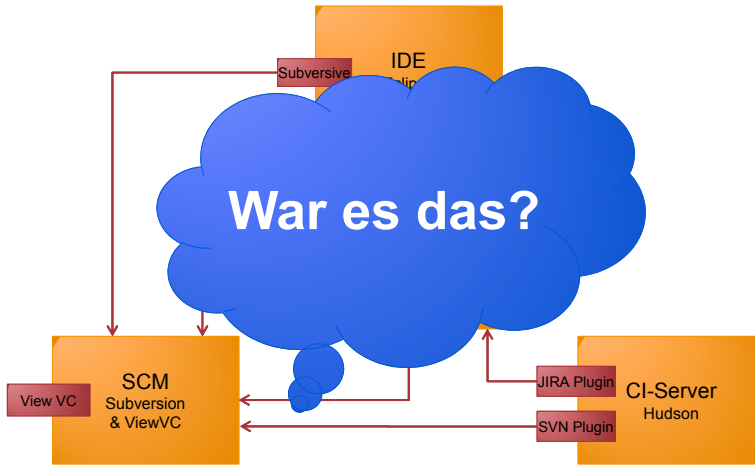 IDE
Subversive
War es das?
SCM
Subversion
& ViewVC
View VC
JIRA Plugin
SVN Plugin
CI-Server
Hudson